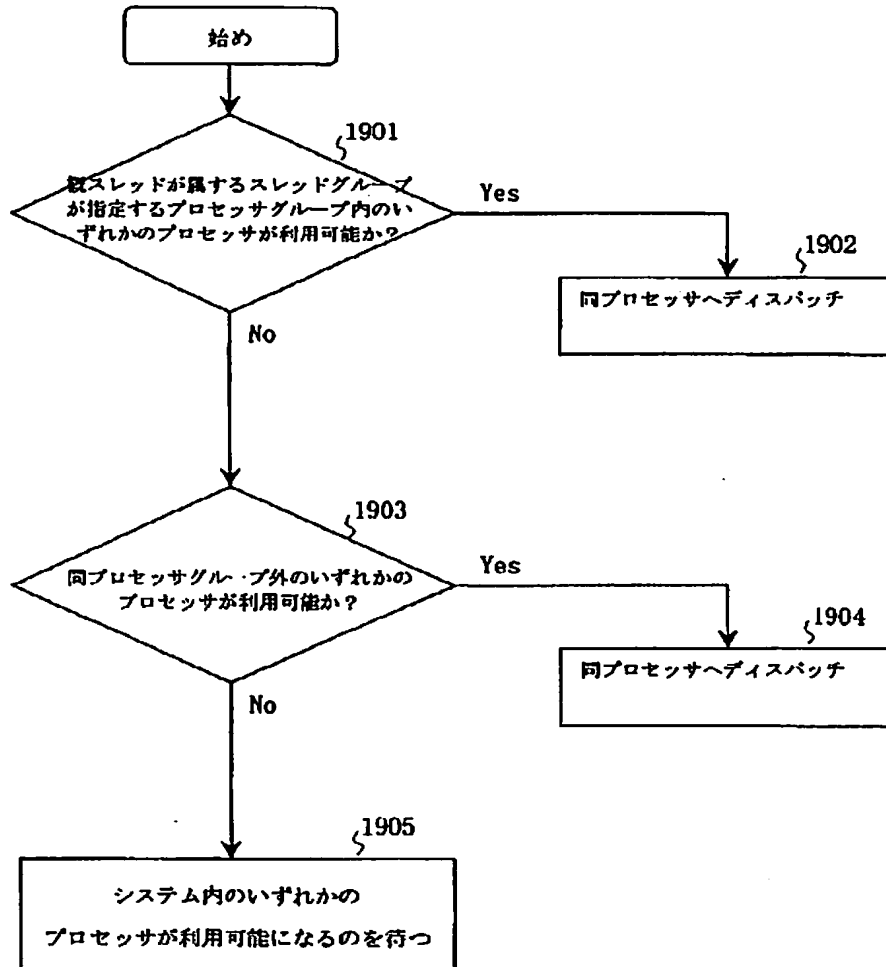 始め
1901
該スレッドが属するスレッドグループ
が指定するプロセッサグループ内のい
ずれかのプロセッサが利用可能か？
Yes
1902
同プロセッサへディスパッチ
No
1903
同プロセッサグループ外のいずれかの
プロセッサが利用可能か？
Yes
1904
同プロセッサへディスパッチ
No
1905
システム内のいずれかの
プロセッサが利用可能になるのを待つ